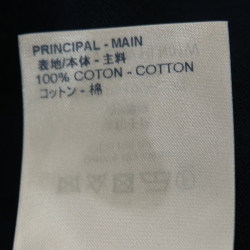 PRINCIPAL - MAIN
表地/本体 - 主料
100% COTON - COTTON
コットン - 棉